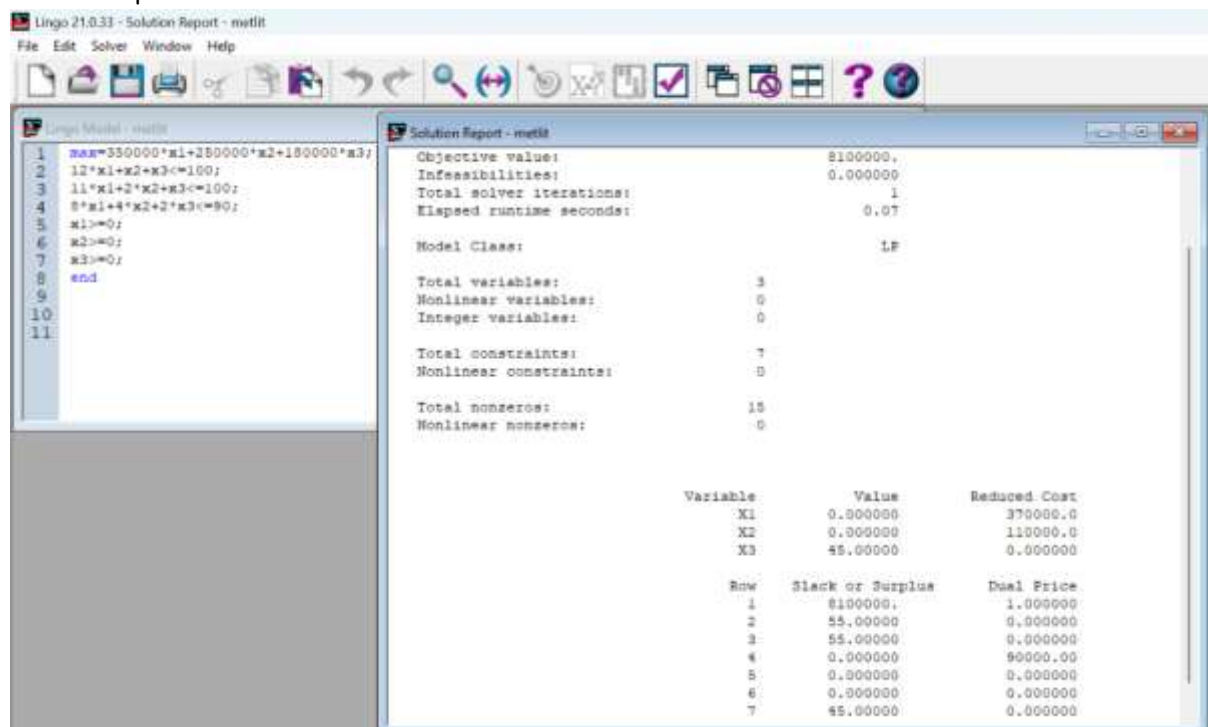 Lingo 21.0.33 - Solution Report - metlit
File Edit Solver Window Help
Lingo Model - metlit
1 max=350000*x1+250000*x2+180000*x3;
2 12*x1+x2+x3<=100;
3 11*x1+2*x2+x3<=100;
4 8*x1+4*x2+2*x3<=90;
5 x1>=0;
6 x2>=0;
7 x3>=0;
8 end
9
10
11
Solution Report - metlit
Objective value: 8100000.
Infeasibilities: 0.000000
Total solver iterations: 1
Elapsed runtime seconds: 0.07
Model Class: LP
Total variables: 3
Nonlinear variables: 0
Integer variables: 0
Total constraints: 7
Nonlinear constraints: 0
Total nonzeros: 15
Nonlinear nonzeros: 0
Variable Value Reduced Cost
X1 0.000000 370000.0
X2 0.000000 110000.0
X3 45.00000 0.000000
Row Slack or Surplus Dual Price
1 8100000. 1.000000
2 55.00000 0.000000
3 55.00000 0.000000
4 0.000000 90000.00
5 0.000000 0.000000
6 0.000000 0.000000
7 45.00000 0.000000